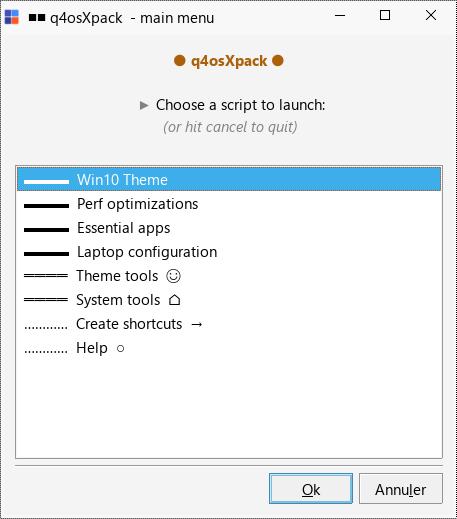 q4osXpack - main menu
● q4osXpack ●
► Choose a script to launch:
(or hit cancel to quit)
Win10 Theme
Perf optimizations
Essential apps
Laptop configuration
Theme tools ☺
System tools ⌂
............ Create shortcuts →
............ Help ○
Ok Annuler